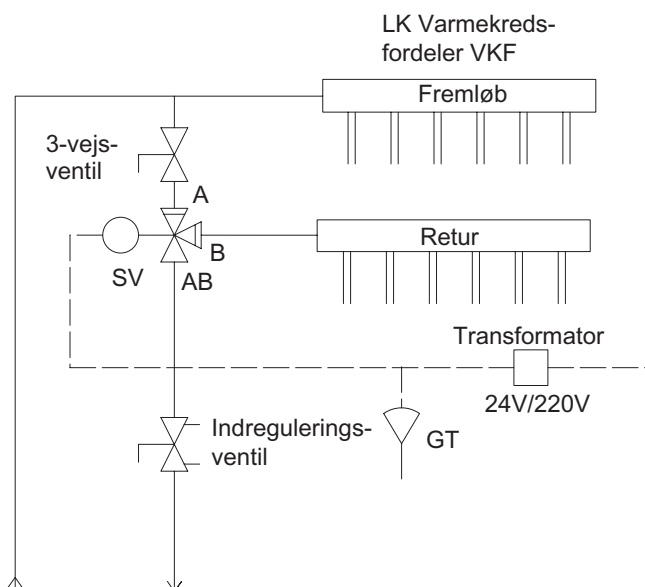 LK Varmekreds-
fordeler VKF
Fremløb
3-vejs-
ventil
A
B
Retur
SV
AB
Transformator
24V/220V
Indregulerings-
ventil
GT